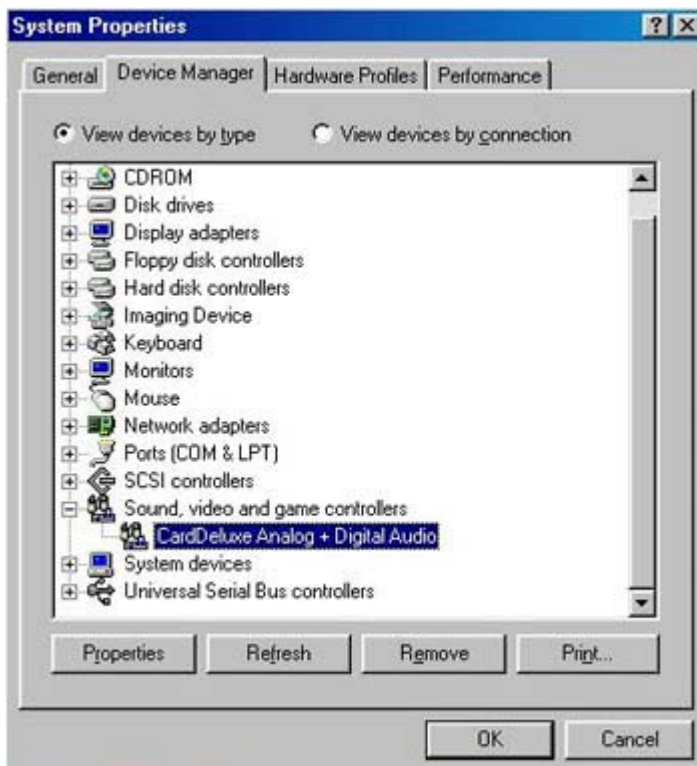 System Properties
General Device Manager Hardware Profiles Performance
View devices by type View devices by connection
CDROM
Disk drives
Display adapters
Floppy disk controllers
Hard disk controllers
Imaging Device
Keyboard
Monitors
Mouse
Network adapters
Ports (COM & LPT)
SCSI controllers
Sound, video and game controllers
CardDeluxe Analog + Digital Audio
System devices
Universal Serial Bus controllers
Properties Refresh Remove Print...
OK Cancel